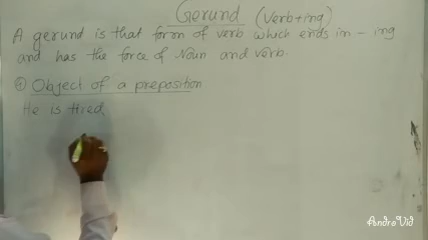 Gerund (Verb+ing)
A gerund is that form of verb which ends in - ing
and has the force of Noun and verb.
Object of a preposition
He is tired
AndroVid